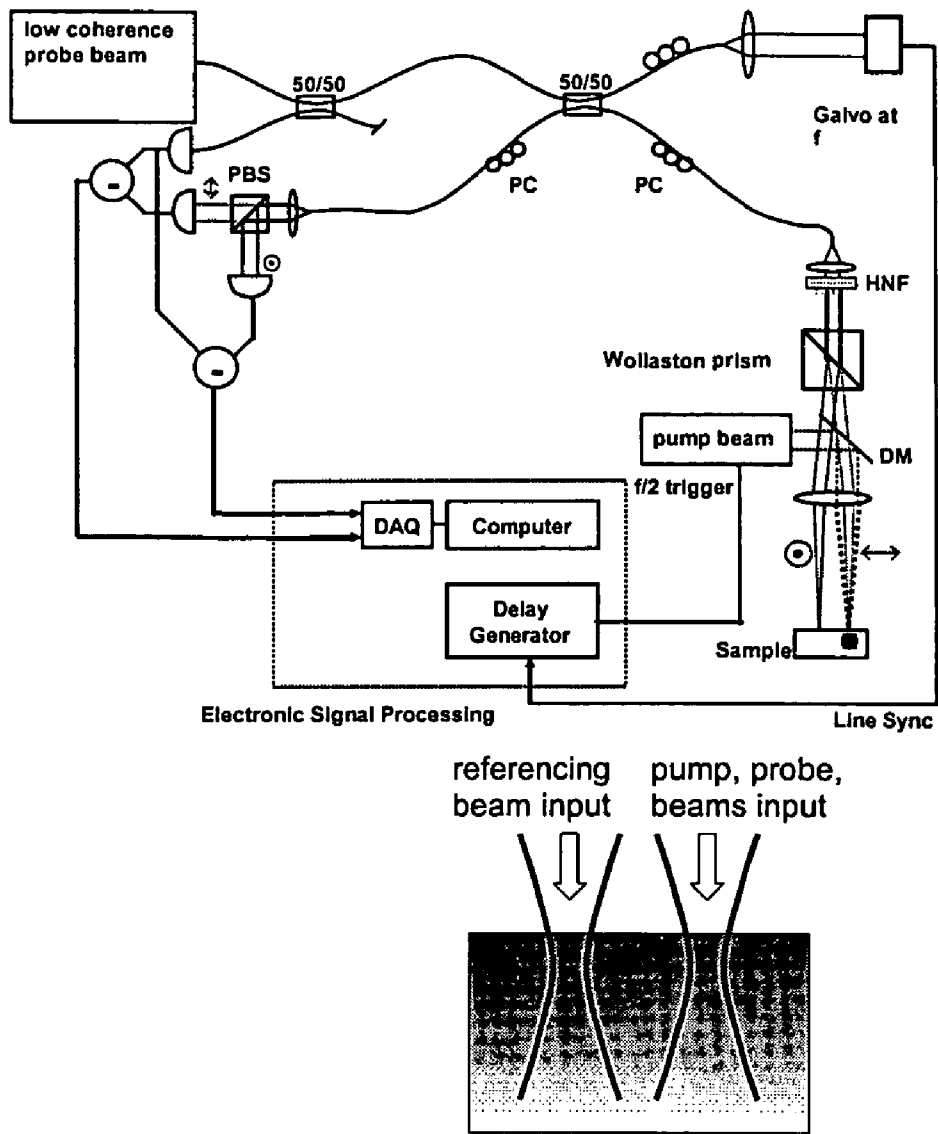 low coherence
probe beam
50/50
50/50
Galvo at
f
PBS
PC
PC
-
HNF
Wollaston prism
pump beam
DM
f/2 trigger
-
DAQ
Computer
Delay
Generator
Sample
Electronic Signal Processing
Line Sync
referencing
beam input
pump, probe,
beams input